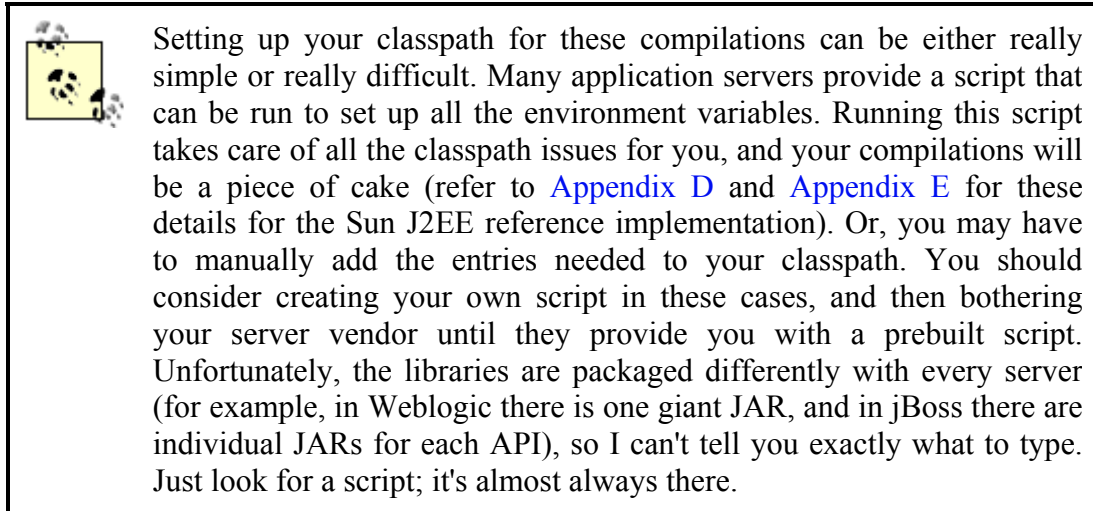 Setting up your classpath for these compilations can be either really
simple or really difficult. Many application servers provide a script that
can be run to set up all the environment variables. Running this script
takes care of all the classpath issues for you, and your compilations will
be a piece of cake (refer to Appendix D and Appendix E for these
details for the Sun J2EE reference implementation). Or, you may have
to manually add the entries needed to your classpath. You should
consider creating your own script in these cases, and then bothering
your server vendor until they provide you with a prebuilt script.
Unfortunately, the libraries are packaged differently with every server
(for example, in Weblogic there is one giant JAR, and in jBoss there are
individual JARs for each API), so I can't tell you exactly what to type.
Just look for a script; it's almost always there.